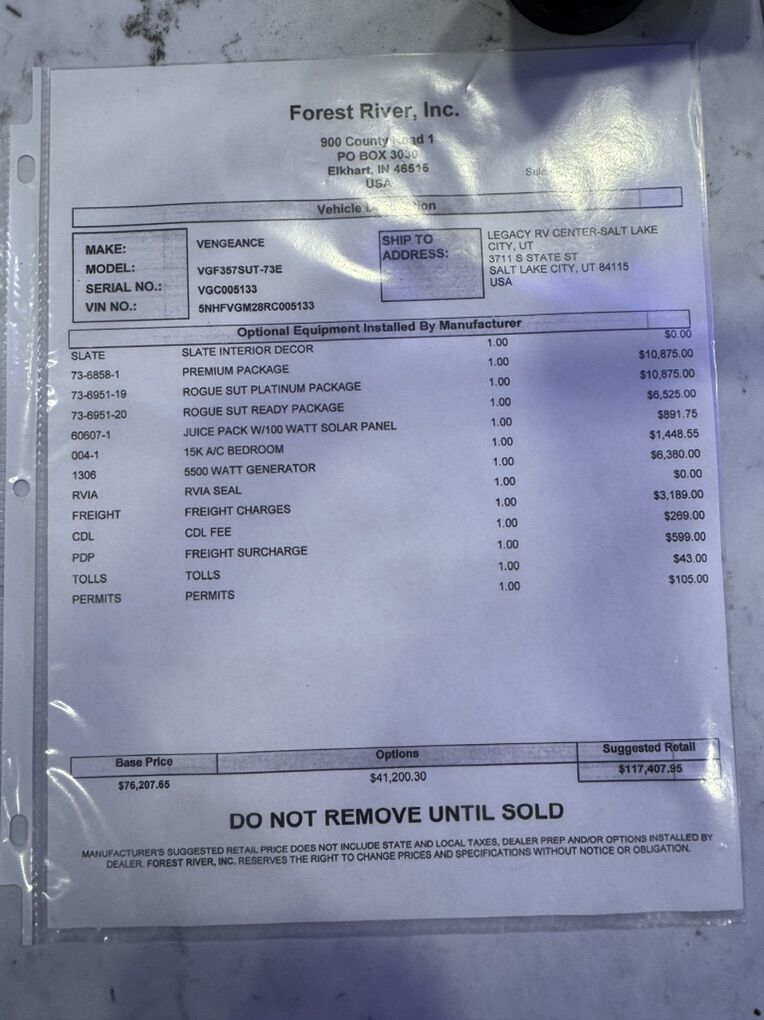 Forest River, Inc.
900 County Road 1
PO BOX 3030
Elkhart, IN 46515
USA
Vehicle
MAKE: VENGEANCE
MODEL: VGF357SUT-73E
SERIAL NO.: VGC005133
VIN NO.: 5NHFVGM28RC005133
SHIP TO ADDRESS:
LEGACY RV CENTER-SALT LAKE
CITY, UT
3711 S STATE ST
SALT LAKE CITY, UT 84115
USA
Optional Equipment Installed By Manufacturer
SLATE SLATE INTERIOR DECOR 1.00 $0.00
73-6858-1 PREMIUM PACKAGE 1.00 $10,875.00
73-6951-19 ROGUE SUT PLATINUM PACKAGE 1.00 $10,875.00
73-6951-20 ROGUE SUT READY PACKAGE 1.00 $6,525.00
60607-1 JUICE PACK W/100 WATT SOLAR PANEL 1.00 $891.75
004-1 15K A/C BEDROOM 1.00 $1,448.55
1306 5500 WATT GENERATOR 1.00 $6,380.00
RVIA RVIA SEAL 1.00 $0.00
FREIGHT FREIGHT CHARGES 1.00 $3,189.00
CDL CDL FEE 1.00 $269.00
PDP FREIGHT SURCHARGE 1.00 $599.00
TOLLS TOLLS 1.00 $43.00
PERMITS PERMITS 1.00 $105.00
Base Price Options Suggested Retail
$76,207.65 $41,200.30 $117,407.95
DO NOT REMOVE UNTIL SOLD
MANUFACTURER'S SUGGESTED RETAIL PRICE DOES NOT INCLUDE STATE AND LOCAL TAXES, DEALER PREP AND/OR OPTIONS INSTALLED BY
DEALER. FOREST RIVER, INC. RESERVES THE RIGHT TO CHANGE PRICES AND SPECIFICATIONS WITHOUT NOTICE OR OBLIGATION.